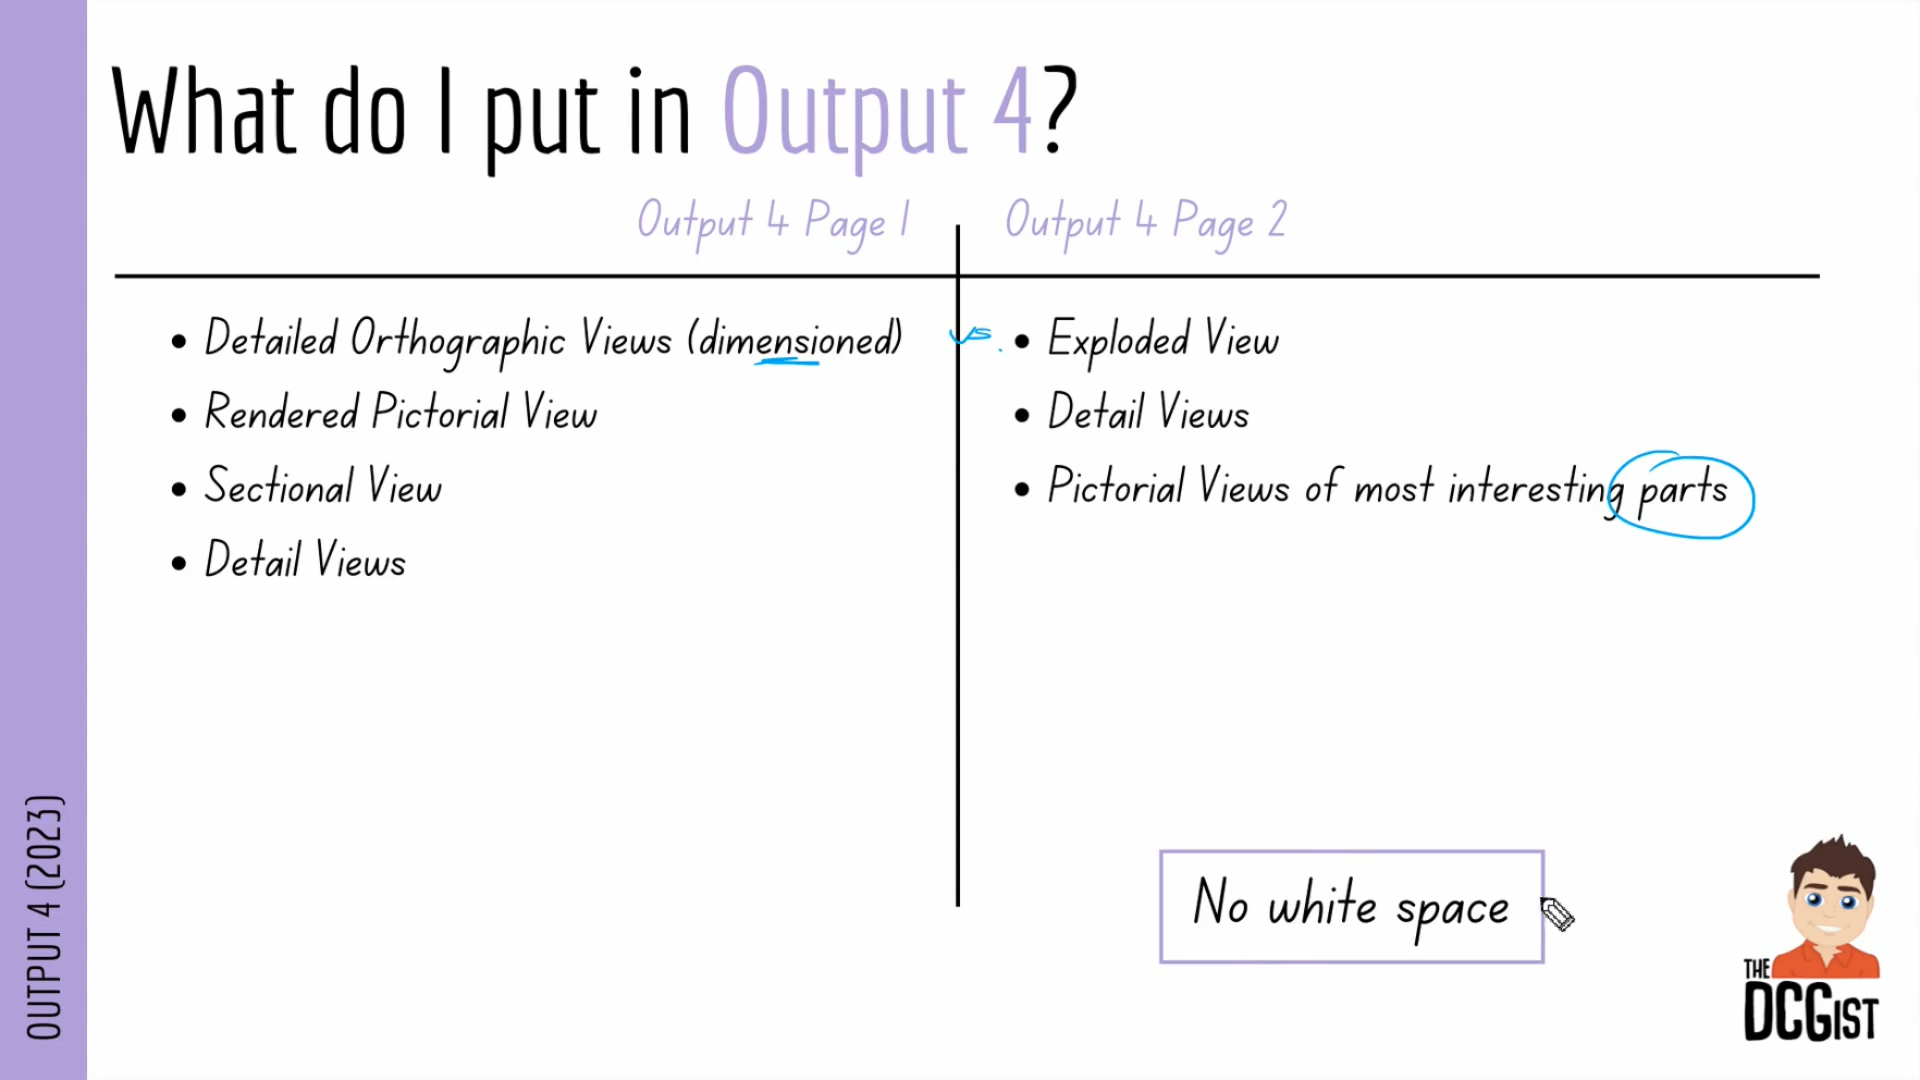 What do I put in Output 4?
Output 4 Page 1
Output 4 Page 2
• Detailed Orthographic Views (dimensioned)
• Rendered Pictorial View
• Sectional View
• Detail Views
vs.
• Exploded View
• Detail Views
• Pictorial Views of most interesting parts
No white space
OUTPUT 4 (2023)
THE
DCGIST